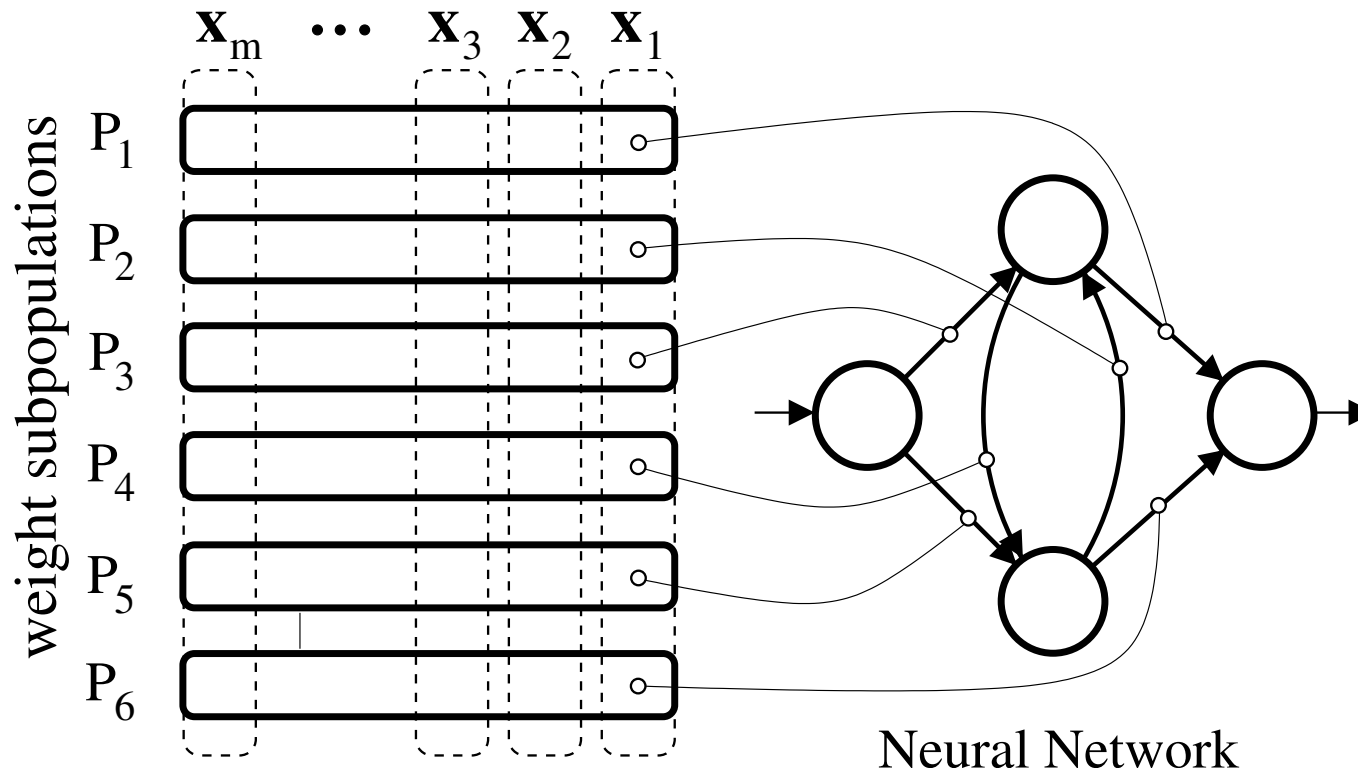 x_m ••• x_3 x_2 x_1
weight subpopulations
P_1
P_2
P_3
P_4
P_5
P_6
Neural Network